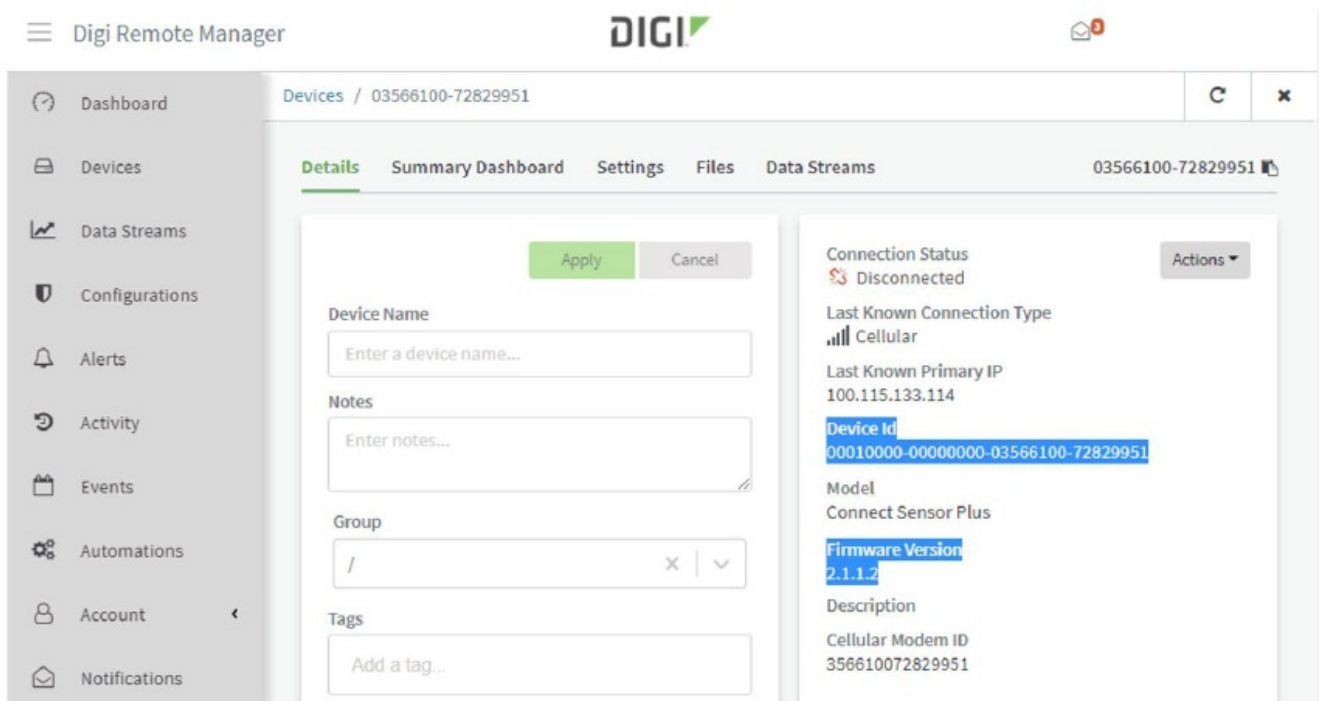 Digi Remote Manager
DIGI
3
Dashboard
Devices
Data Streams
Configurations
Alerts
Activity
Events
Automations
Account
Notifications
Devices / 03566100-72829951
Details Summary Dashboard Settings Files Data Streams 03566100-72829951
Apply Cancel
Device Name
Enter a device name...
Notes
Enter notes...
Group
/
Tags
Add a tag...
Connection Status
Disconnected
Actions
Last Known Connection Type
Cellular
Last Known Primary IP
100.115.133.114
Device Id
00010000-00000000-03566100-72829951
Model
Connect Sensor Plus
Firmware Version
2.1.1.2
Description
Cellular Modem ID
356610072829951